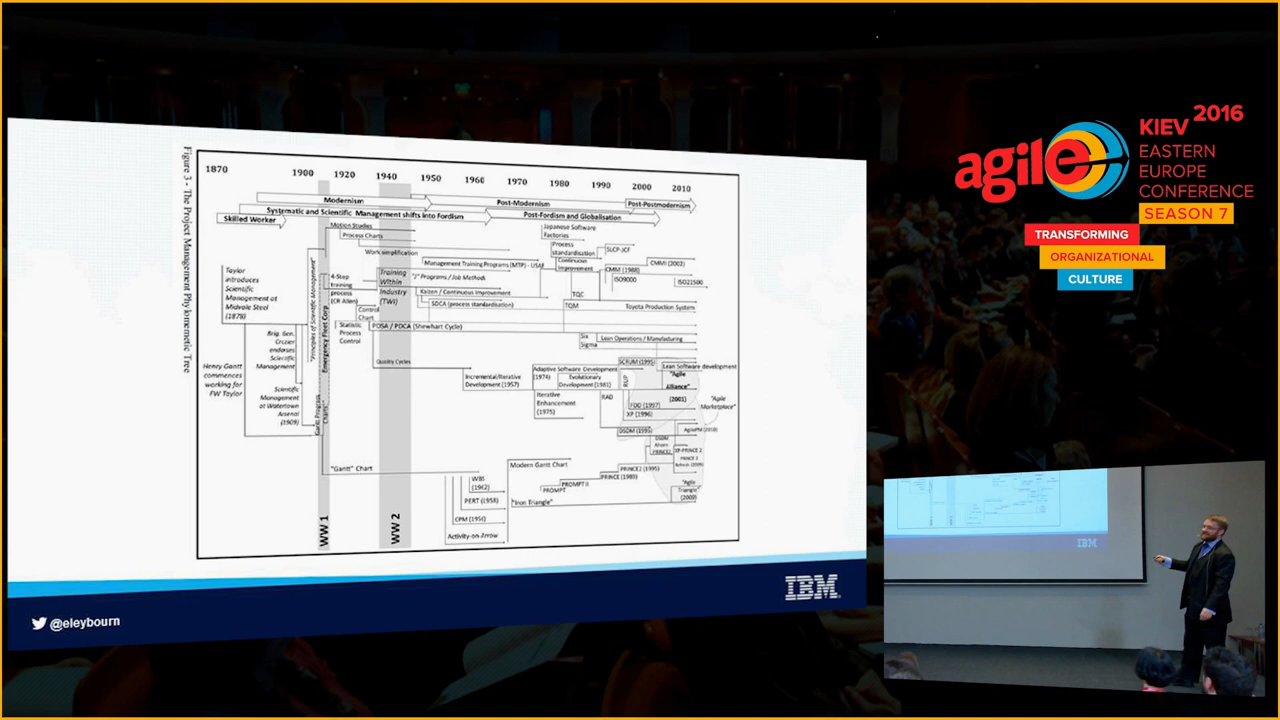 1870
1900
1920
1940
1950
1960
1970
1980
1990
2000
2010
Modernism
Post-Modernism
Post-Postmodernism
Systematic and Scientific Management shifts into Fordism
Post-Fordism and Globalisation
Skilled Worker
Motion Studies
Process Charts
Work simplification
Japanese Software
Factories
Process
standardisation
SLCP-JCF
Management Training Programs (MTP) - USAF
Continuous
Improvement
CMMI (2002)
CMM (1988)
ISO9000
ISO21500
Taylor
introduces
Scientific
Management at
Midvale Steel
(1878)
"Principles of Scientific Management"
4-Step
training
process
(CR Allen)
Training
Within
Industry
(TWI)
"J" Programs / Job Methods
Kaizen / Continuous Improvement
SDCA (process standardisation)
TQC
TQM
Toyota Production System
Control
Chart
Statistic
Process
Control
PDSA / PDCA (Shewhart Cycle)
Six
Sigma
Lean Operations / Manufacturing
Brig. Gen.
Crozier
endorses
Scientific
Management
Emergency Fleet Corp
Quality Cycles
Henry Gantt
commences
working for
FW Taylor
Scientific
Management
at Watertown
Arsenal
(1909)
Gantt Progress
Charts"
Incremental/Iterative
Development (1957)
Adaptive Software Development
(1974)
Evolutionary
Development (1981)
Iterative
Enhancement
(1975)
RAD
SCRUM (1995)
Lean Software development
RUP
"Agile
Alliance"
(2001)
FDD (1997)
XP (1996)
"Agile
Marketplace"
DSDM (1995)
AgilePM (2010)
DSDM
Atern
PRINCE2
XP-PRINCE 2
PRINCE 2
Refresh (2009)
"Gantt" Chart
Modern Gantt Chart
PRINCE2 (1995)
PRINCE (1989)
PROMPT II
PROMPT
WBS
(1962)
PERT (1958)
"Iron Triangle"
"Agile
Triangle"
(2009)
CPM (1956)
Activity-on-Arrow
WW 1
WW 2
Figure 3 - The Project Management Phylomemetic Tree
@eleybourn
IBM
agilee
KIEV 2016
EASTERN
EUROPE
CONFERENCE
SEASON 7
TRANSFORMING
ORGANIZATIONAL
CULTURE
IBM